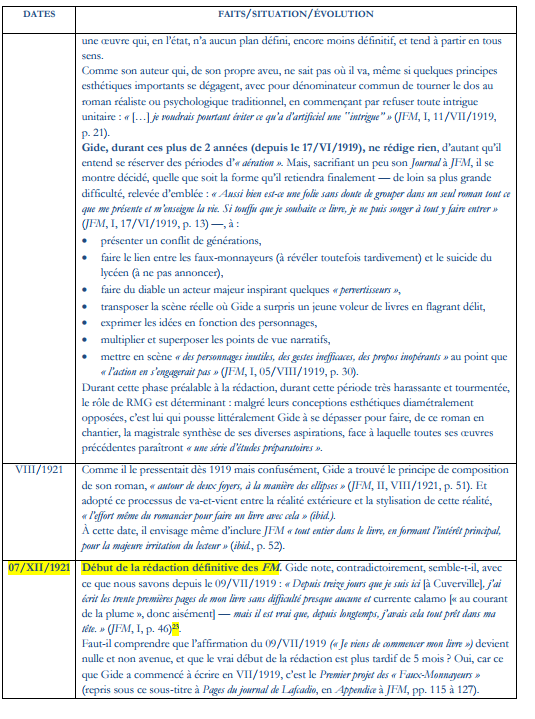 DATES
FAITS/SITUATION/ÉVOLUTION
une œuvre qui, en l'état, n'a aucun plan défini, encore moins définitif, et tend à partir en tous
sens.
Comme son auteur qui, de son propre aveu, ne sait pas où il va, même si quelques principes
esthétiques importants se dégagent, avec pour dénominateur commun de tourner le dos au
roman réaliste ou psychologique traditionnel, en commençant par refuser toute intrigue
unitaire : « […] je voudrais pourtant éviter ce qu'a d'artificiel une "intrigue" » (JFM, I, 11/VII/1919,
p. 21).
Gide, durant ces plus de 2 années (depuis le 17/VI/1919), ne rédige rien, d'autant qu'il
entend se réserver des périodes d'« aération ». Mais, sacrifiant un peu son Journal à JFM, il se
montre décidé, quelle que soit la forme qu'il retiendra finalement — de loin sa plus grande
difficulté, relevée d'emblée : « Aussi bien est-ce une folie sans doute de grouper dans un seul roman tout ce
que me présente et m'enseigne la vie. Si touffu que je souhaite ce livre, je ne puis songer à tout y faire entrer »
(JFM, I, 17/VI/1919, p. 13) —, à :
• présenter un conflit de générations,
• faire le lien entre les faux-monnayeurs (à révéler toutefois tardivement) et le suicide du
lycéen (à ne pas annoncer),
• faire du diable un acteur majeur inspirant quelques « pervertisseurs »,
• transposer la scène réelle où Gide a surpris un jeune voleur de livres en flagrant délit,
• exprimer les idées en fonction des personnages,
• multiplier et superposer les points de vue narratifs,
• mettre en scène « des personnages inutiles, des gestes inefficaces, des propos inopérants » au point que
« l'action en s'engagerait pas » (JFM, I, 05/VIII/1919, p. 30).
Durant cette phase préalable à la rédaction, durant cette période très harassante et tourmentée,
le rôle de RMG est déterminant : malgré leurs conceptions esthétiques diamétralement
opposées, c'est lui qui pousse littéralement Gide à se dépasser pour faire, de ce roman en
chantier, la magistrale synthèse de ses diverses aspirations, face à laquelle toutes ses œuvres
précédentes paraîtront « une série d'études préparatoires ».
VIII/1921
Comme il le pressentait dès 1919 mais confusément, Gide a trouvé le principe de composition
de son roman, « autour de deux foyers, à la manière des ellipses » (JFM, II, VIII/1921, p. 51). Et
adopté ce processus de va-et-vient entre la réalité extérieure et la stylisation de cette réalité,
« l'effort même du romancier pour faire un livre avec cela » (ibid.).
À cette date, il envisage même d'inclure JFM « tout entier dans le livre, en formant l'intérêt principal,
pour la majeure irritation du lecteur » (ibid., p. 52).
07/XII/1921
Début de la rédaction définitive des FM. Gide note, contradictoirement, semble-t-il, avec
ce que nous savons depuis le 09/VII/1919 : « Depuis treize jours que je suis ici [à Cuverville], j'ai
écrit les trente premières pages de mon livre sans difficulté presque aucune et currente calamo [« au courant
de la plume », donc aisément] — mais il est vrai que, depuis longtemps, j'avais cela tout prêt dans ma
tête. » (JFM, I, p. 46)23.
Faut-il comprendre que l'affirmation du 09/VII/1919 (« Je viens de commencer mon livre ») devient
nulle et non avenue, et que le vrai début de la rédaction est plus tardif de 5 mois ? Oui, car ce
que Gide a commencé à écrire en VII/1919, c'est le Premier projet des « Faux-Monnayeurs »
(repris sous ce sous-titre à Pages du journal de Lafcadio, en Appendice à JFM, pp. 115 à 127).